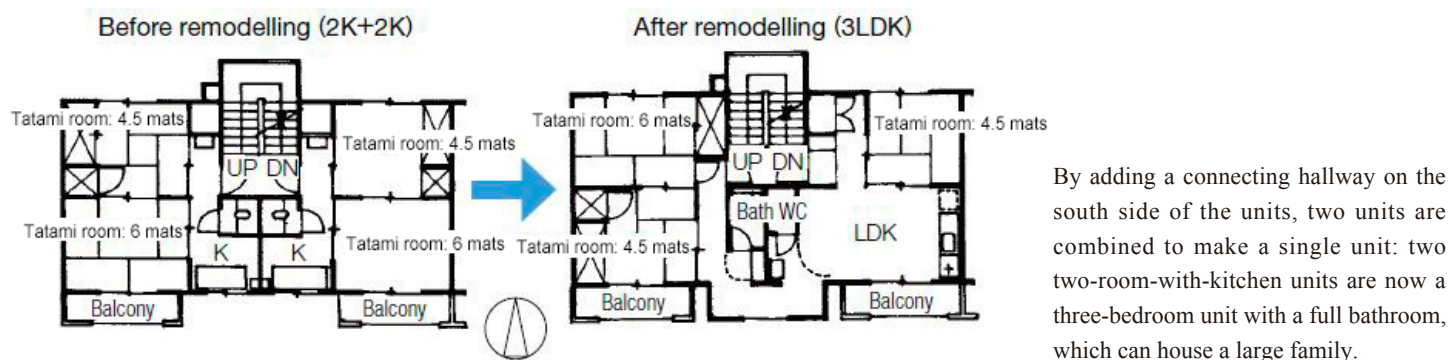 Before remodelling (2K+2K)
Tatami room: 4.5 mats
Tatami room: 4.5 mats
UP DN
Tatami room: 6 mats
K
K
Tatami room: 6 mats
Balcony
Balcony
After remodelling (3LDK)
Tatami room: 6 mats
Tatami room: 4.5 mats
UP DN
Bath WC
LDK
Tatami room: 4.5 mats
Balcony
Balcony
By adding a connecting hallway on the
south side of the units, two units are
combined to make a single unit: two
two-room-with-kitchen units are now a
three-bedroom unit with a full bathroom,
which can house a large family.